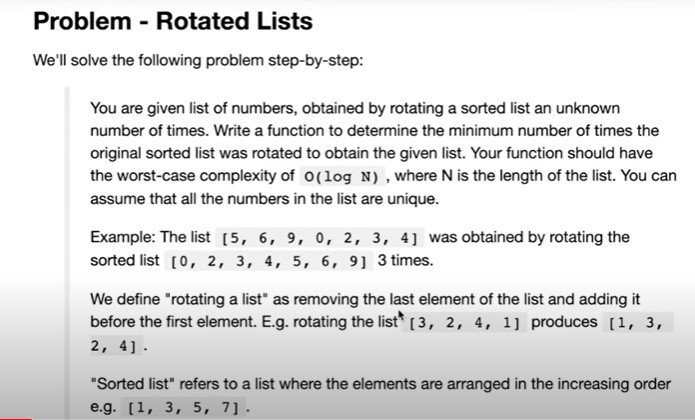 Problem - Rotated Lists
We'll solve the following problem step-by-step:
You are given list of numbers, obtained by rotating a sorted list an unknown
number of times. Write a function to determine the minimum number of times the
original sorted list was rotated to obtain the given list. Your function should have
the worst-case complexity of O(log N) , where N is the length of the list. You can
assume that all the numbers in the list are unique.
Example: The list [5, 6, 9, 0, 2, 3, 4] was obtained by rotating the
sorted list [0, 2, 3, 4, 5, 6, 9] 3 times.
We define "rotating a list" as removing the last element of the list and adding it
before the first element. E.g. rotating the list [3, 2, 4, 1] produces [1, 3,
2, 4] .
"Sorted list" refers to a list where the elements are arranged in the increasing order
e.g. [1, 3, 5, 7] .